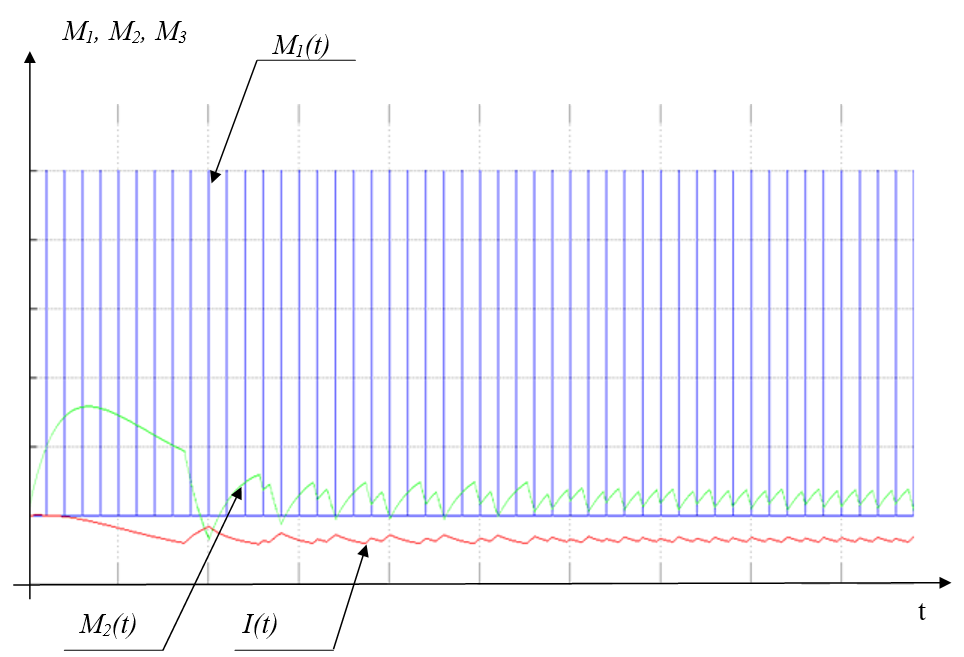 M₁, M₂, M₃
M₁(t)
t
M₂(t)
I(t)